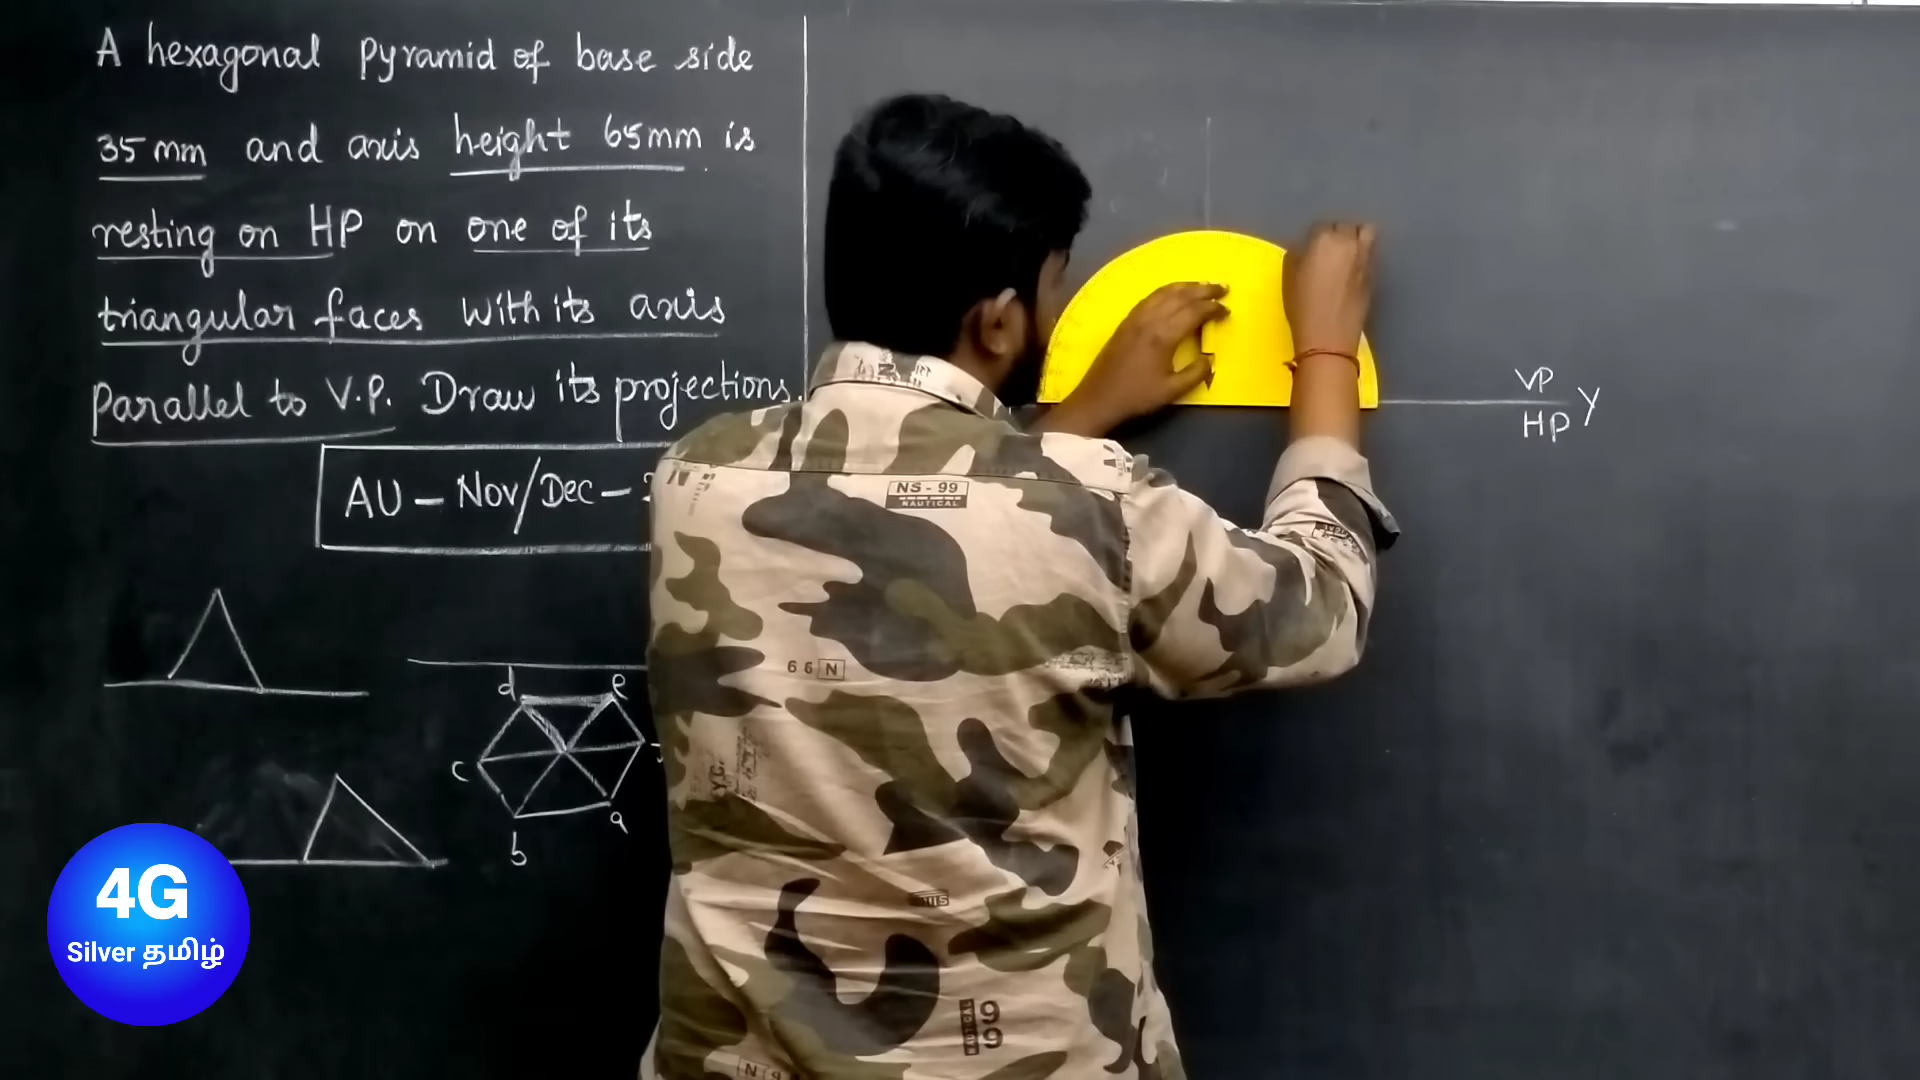 A hexagonal pyramid of base side
35 mm and axis height 65mm is
resting on HP on one of its
triangular faces with its axis
Parallel to V.P. Draw its projections.
AU - Nov/Dec -
VP
HP
Y
d
e
c
b
a
4G
Silver தமிழ்
NS - 99
NAUTICAL
66 N
NAUTICAL
99